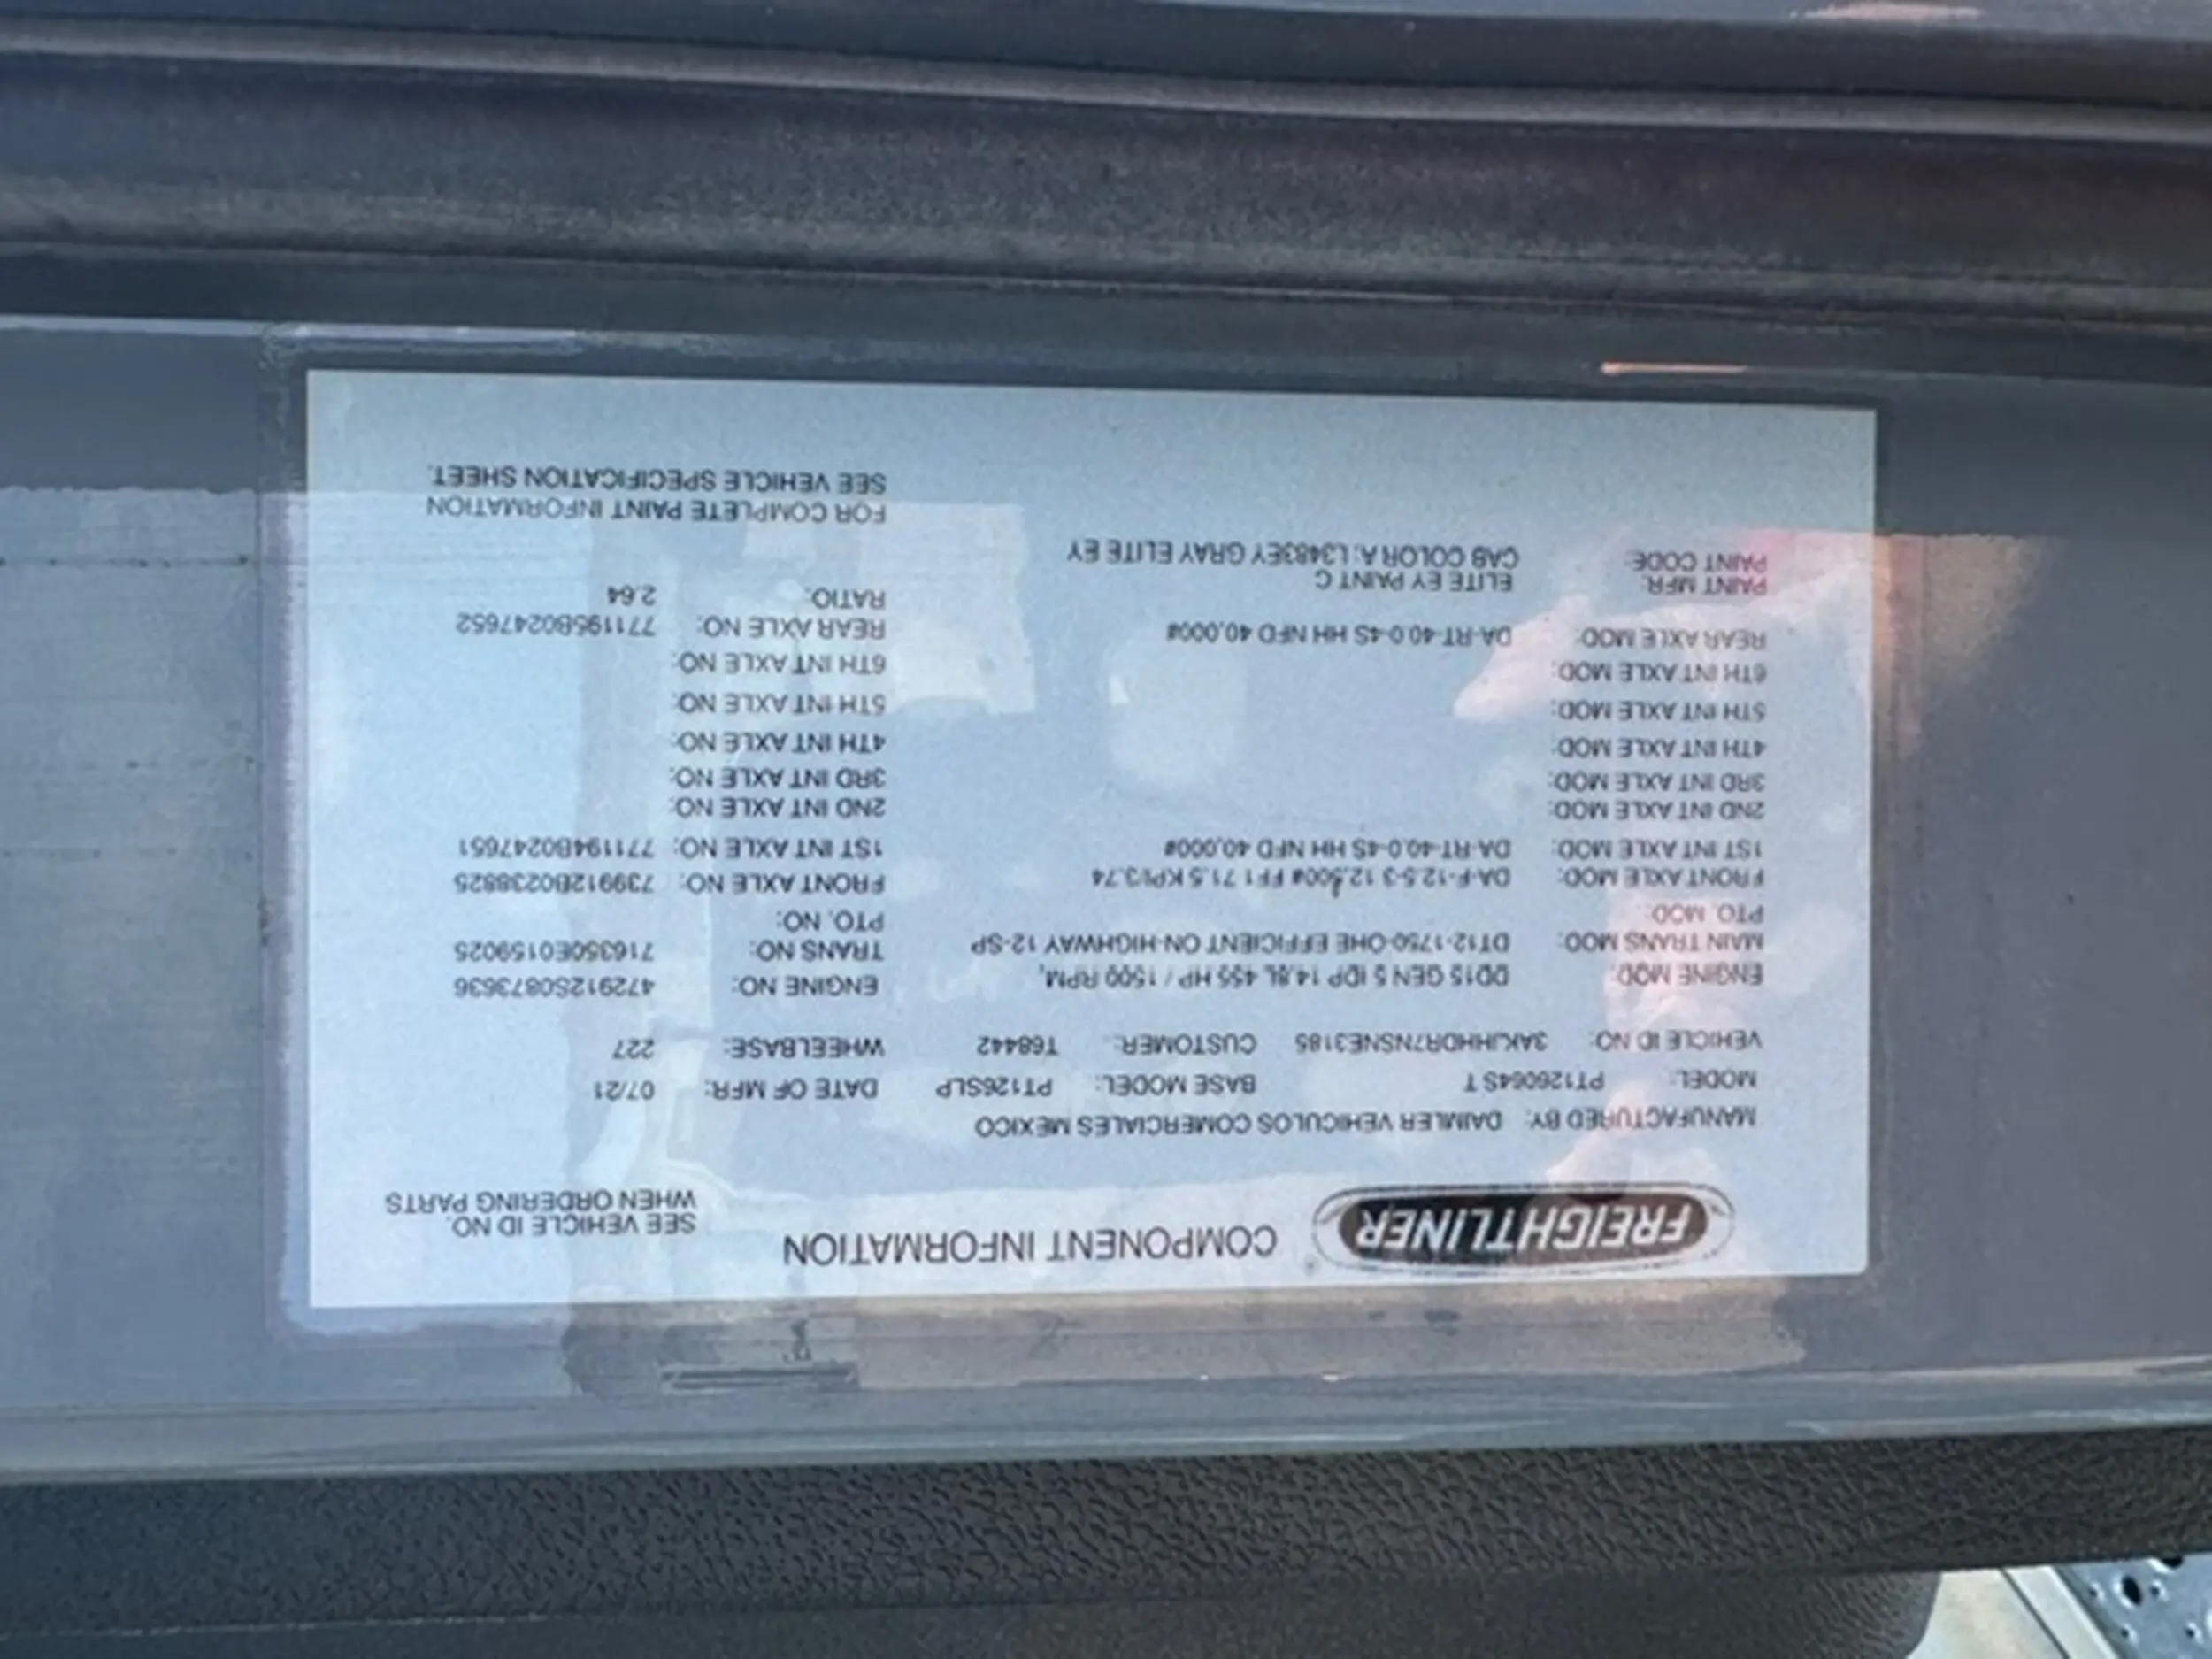 FREIGHTLINER COMPONENT INFORMATION
SEE VEHICLE ID NO.
WHEN ORDERING PARTS
MANUFACTURED BY: DAIMLER VEHICULOS COMERCIALES MEXICO
MODEL: PT126064S T BASE MODEL: PT126SLP DATE OF MFR: 07/21
VEHICLE ID NO: 3AKJHHDR7NSNE3185 CUSTOMER: T68442 WHEELBASE: 227
ENGINE MOD: DD15 GEN 5 IDP 14.8L 455 HP / 1500 RPM, ENGINE NO: 472912S0873636
MAIN TRANS MOD: DT12-1750-OHE EFFICIENT ON-HIGHWAY 12-SP TRANS NO: 716350E0159025
PTO. MOD: PTO. NO:
FRONT AXLE MOD: DA-F-12.5-3 12,500# FF1 71.5 KPI/3.74 FRONT AXLE NO: 739912B0238825
1ST INT AXLE MOD: DA-RT-40.0-4S HH NFD 40,000# 1ST INT AXLE NO: 771194B0247651
2ND INT AXLE MOD: 2ND INT AXLE NO:
3RD INT AXLE MOD: 3RD INT AXLE NO:
4TH INT AXLE MOD: 4TH INT AXLE NO:
5TH INT AXLE MOD: 5TH INT AXLE NO:
6TH INT AXLE MOD: 6TH INT AXLE NO:
REAR AXLE MOD: DA-RT-40.0-4S HH NFD 40,000# REAR AXLE NO: 771195B0247652
RATIO: 2.64
PAINT MFR: ELITE EY PAINT C
PAINT CODE: CAB COLOR A: L3483EY GRAY ELITE EY
FOR COMPLETE PAINT INFORMATION
SEE VEHICLE SPECIFICATION SHEET.